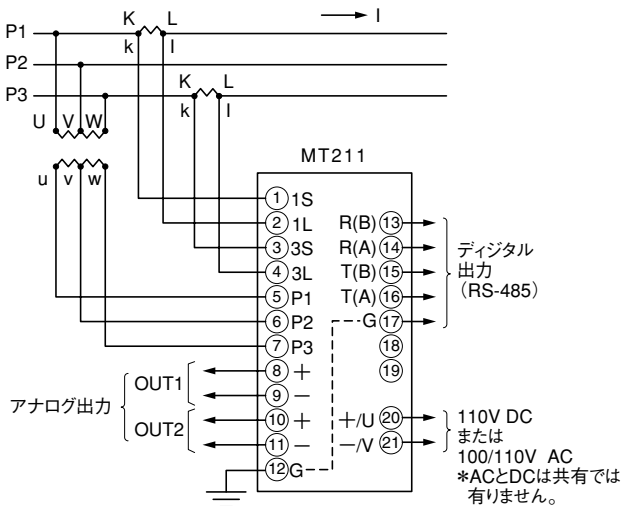 K L → I
P1
k l
P2
K L
P3
k l
U V W
u v w
MT211
① 1S
② 1L
③ 3S
④ 3L
⑤ P1
⑥ P2
⑦ P3
⑧ +
⑨ −
⑩ +
⑪ −
⑫ G
OUT1
OUT2
アナログ出力
R(B) ⑬
R(A) ⑭
T(B) ⑮
T(A) ⑯
G ⑰
⑱
⑲
+/U ⑳
−/V ㉑
ディジタル
出力
(RS-485)
110V DC
または
100/110V AC
*ACとDCは共有では
有りません。